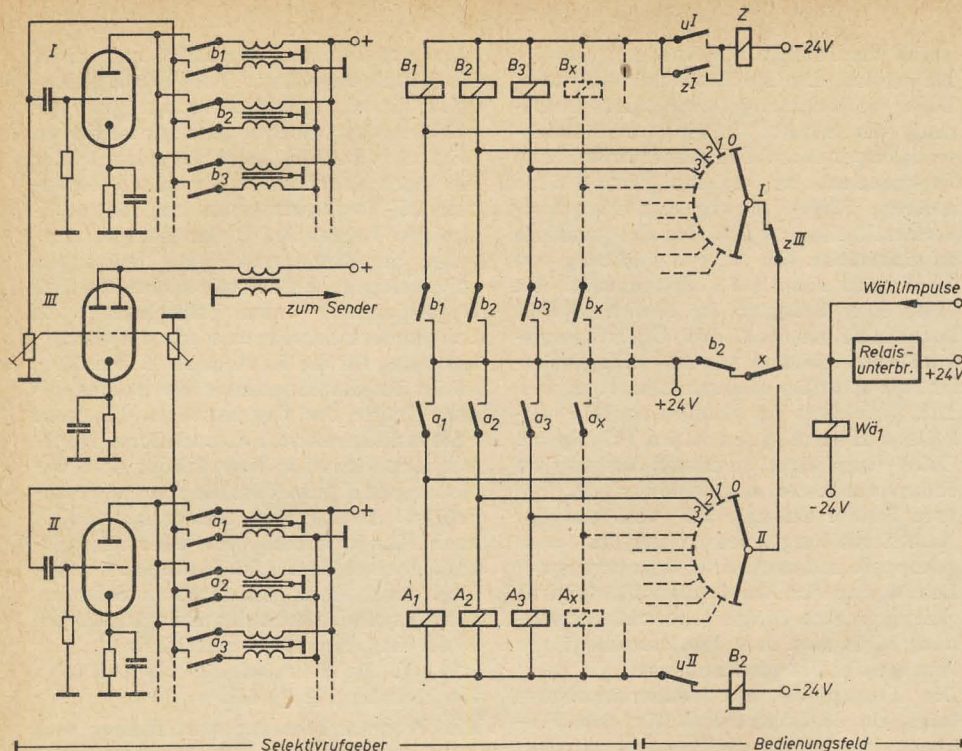 I
b1
b2
b3
+
III
+
zum Sender
II
a1
a2
a3
+
B1 B2 B3 Bx
uI
zI
Z
-24V
3 2 1 0
I
zIII
b1 b2 b3 bx
+24V
b2
x
a1 a2 a3 ax
3 2 1 0
II
A1 A2 A3 Ax
uII
B2
-24V
Wählimpulse
Relais-
unterbr.
+24V
Wä1
-24V
Selektivrufgeber
Bedienungsfeld